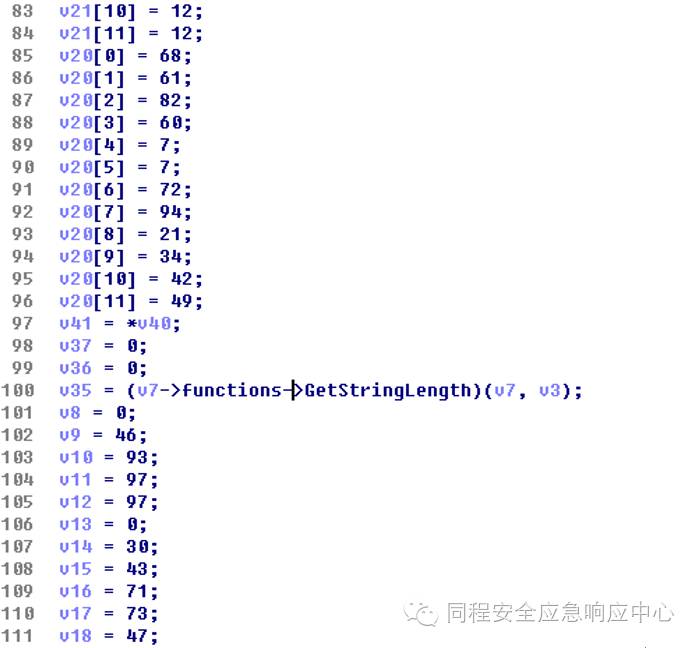 83 v21[10] = 12;
84 v21[11] = 12;
85 v20[0] = 68;
86 v20[1] = 61;
87 v20[2] = 82;
88 v20[3] = 60;
89 v20[4] = 7;
90 v20[5] = 7;
91 v20[6] = 72;
92 v20[7] = 94;
93 v20[8] = 21;
94 v20[9] = 34;
95 v20[10] = 42;
96 v20[11] = 49;
97 v41 = *v40;
98 v37 = 0;
99 v36 = 0;
100 v35 = (v7->functions->GetStringLength)(v7, v3);
101 v8 = 0;
102 v9 = 46;
103 v10 = 93;
104 v11 = 97;
105 v12 = 97;
106 v13 = 0;
107 v14 = 30;
108 v15 = 43;
109 v16 = 71;
110 v17 = 73;
111 v18 = 47;
同程安全应急响应中心